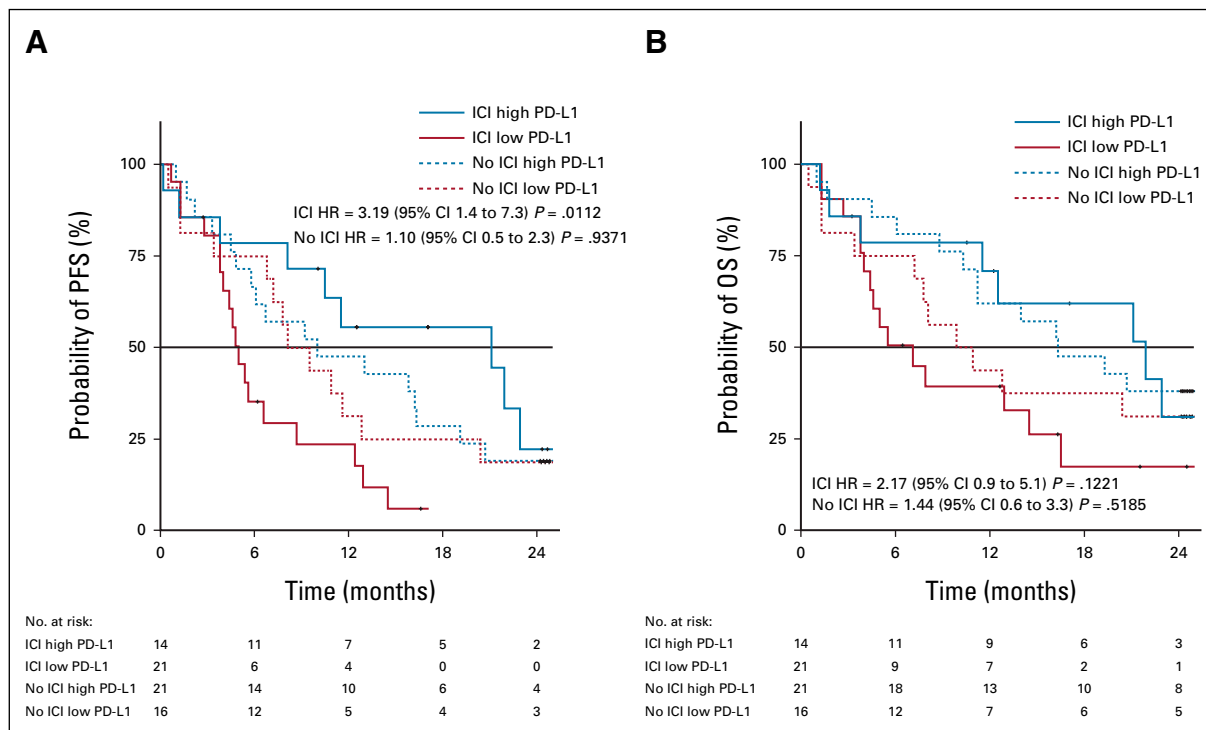 A
ICI high PD-L1
ICI low PD-L1
No ICI high PD-L1
No ICI low PD-L1
ICI HR = 3.19 (95% CI 1.4 to 7.3) P = .0112
No ICI HR = 1.10 (95% CI 0.5 to 2.3) P = .9371
Probability of PFS (%)
100
75
50
25
0
0 6 12 18 24
Time (months)
No. at risk:
ICI high PD-L1 14 11 7 5 2
ICI low PD-L1 21 6 4 0 0
No ICI high PD-L1 21 14 10 6 4
No ICI low PD-L1 16 12 5 4 3
B
ICI high PD-L1
ICI low PD-L1
No ICI high PD-L1
No ICI low PD-L1
Probability of OS (%)
100
75
50
25
0
ICI HR = 2.17 (95% CI 0.9 to 5.1) P = .1221
No ICI HR = 1.44 (95% CI 0.6 to 3.3) P = .5185
0 6 12 18 24
Time (months)
No. at risk:
ICI high PD-L1 14 11 9 6 3
ICI low PD-L1 21 9 7 2 1
No ICI high PD-L1 21 18 13 10 8
No ICI low PD-L1 16 12 7 6 5